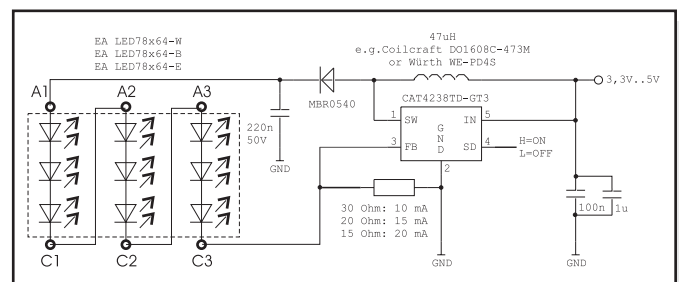 47uH
e.g.Coilcraft DO1608C-473M
or Würth WE-PD4S
EA LED78x64-W
EA LED78x64-B
EA LED78x64-E
3,3V..5V
A1
A2
A3
MBR0540
CAT4238TD-GT3
220n
50V
GND
1
SW
IN
5
GND
3
FB
SD
4
H=ON
L=OFF
2
30 Ohm: 10 mA
20 Ohm: 15 mA
15 Ohm: 20 mA
100n
1u
C1
C2
C3
GND
GND